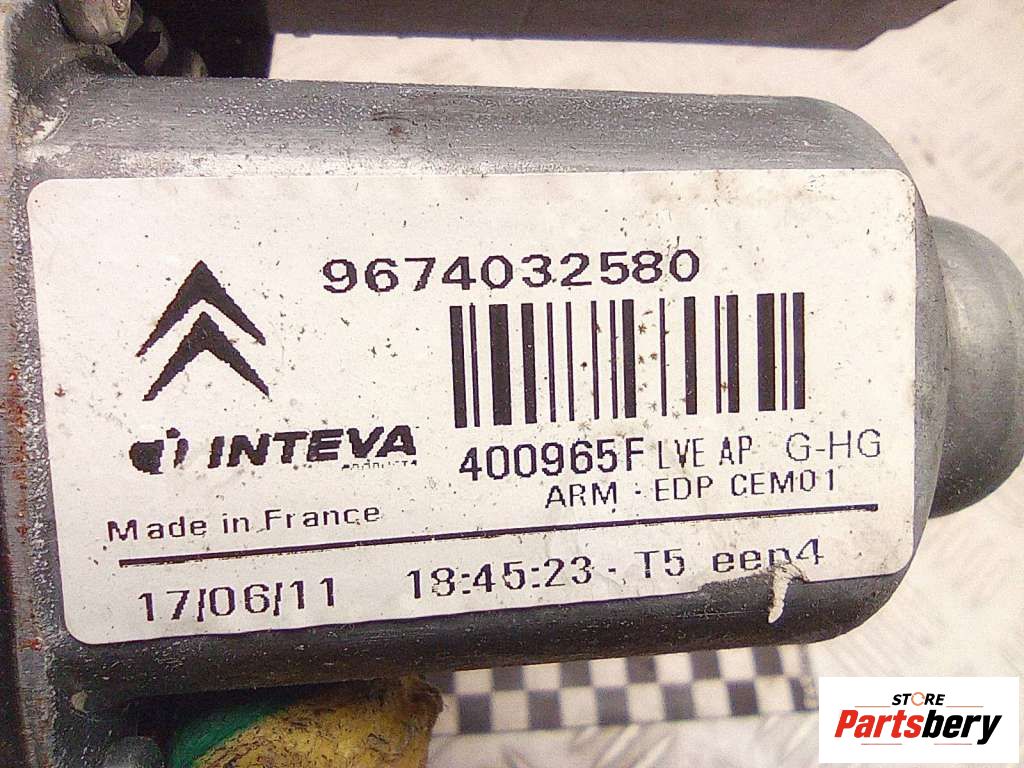 9674032580
INTEVA
PRODUCTS
400965F LVE AP G-HG
ARM - EDP CEM01
Made in France
17/06/11 18:45:23 - T5 eep4
STORE
Partsbery